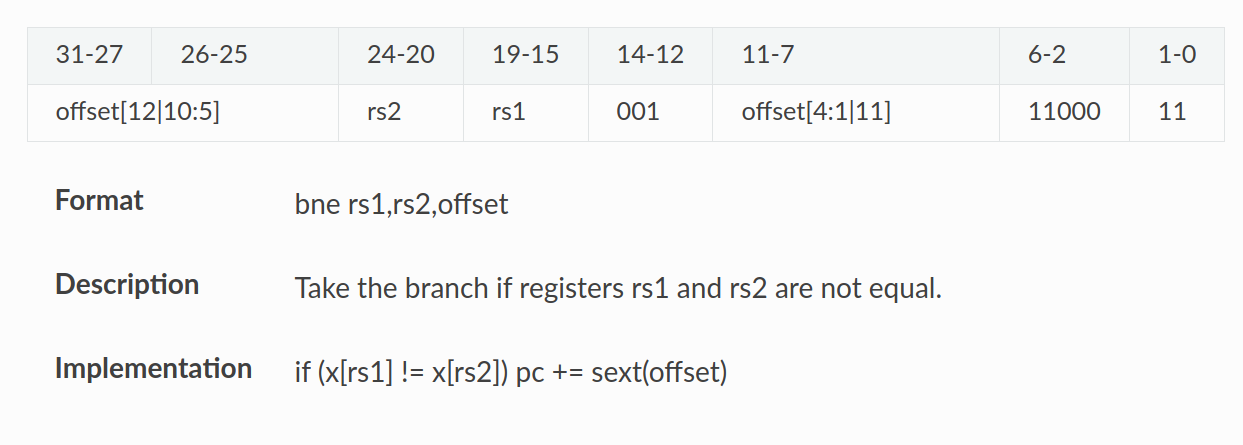 31-27 26-25 24-20 19-15 14-12 11-7 6-2 1-0
offset[12|10:5] rs2 rs1 001 offset[4:1|11] 11000 11
Format bne rs1,rs2,offset
Description Take the branch if registers rs1 and rs2 are not equal.
Implementation if (x[rs1] != x[rs2]) pc += sext(offset)